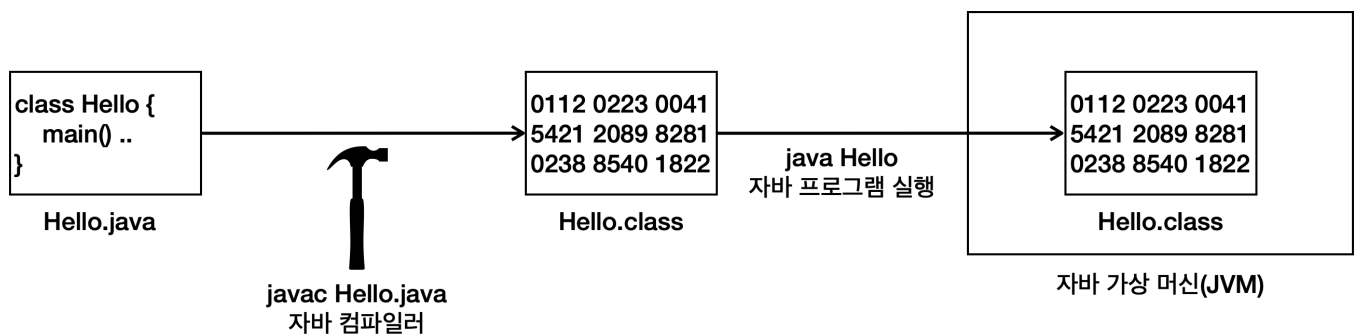 class Hello {
main() ..
}
Hello.java
javac Hello.java
자바 컴파일러
0112 0223 0041
5421 2089 8281
0238 8540 1822
Hello.class
java Hello
자바 프로그램 실행
0112 0223 0041
5421 2089 8281
0238 8540 1822
Hello.class
자바 가상 머신(JVM)